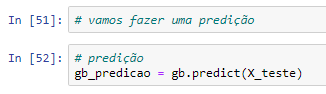 In [51]: # vamos fazer uma predição
In [52]: # predição
gb_predicao = gb.predict(X_teste)